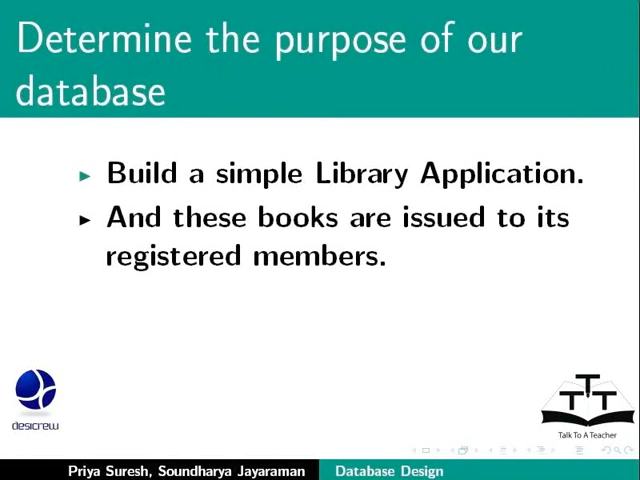 Determine the purpose of our
database
Build a simple Library Application.
And these books are issued to its
registered members.
desicrew
TTT
Talk To A Teacher
Priya Suresh, Soundharya Jayaraman
Database Design